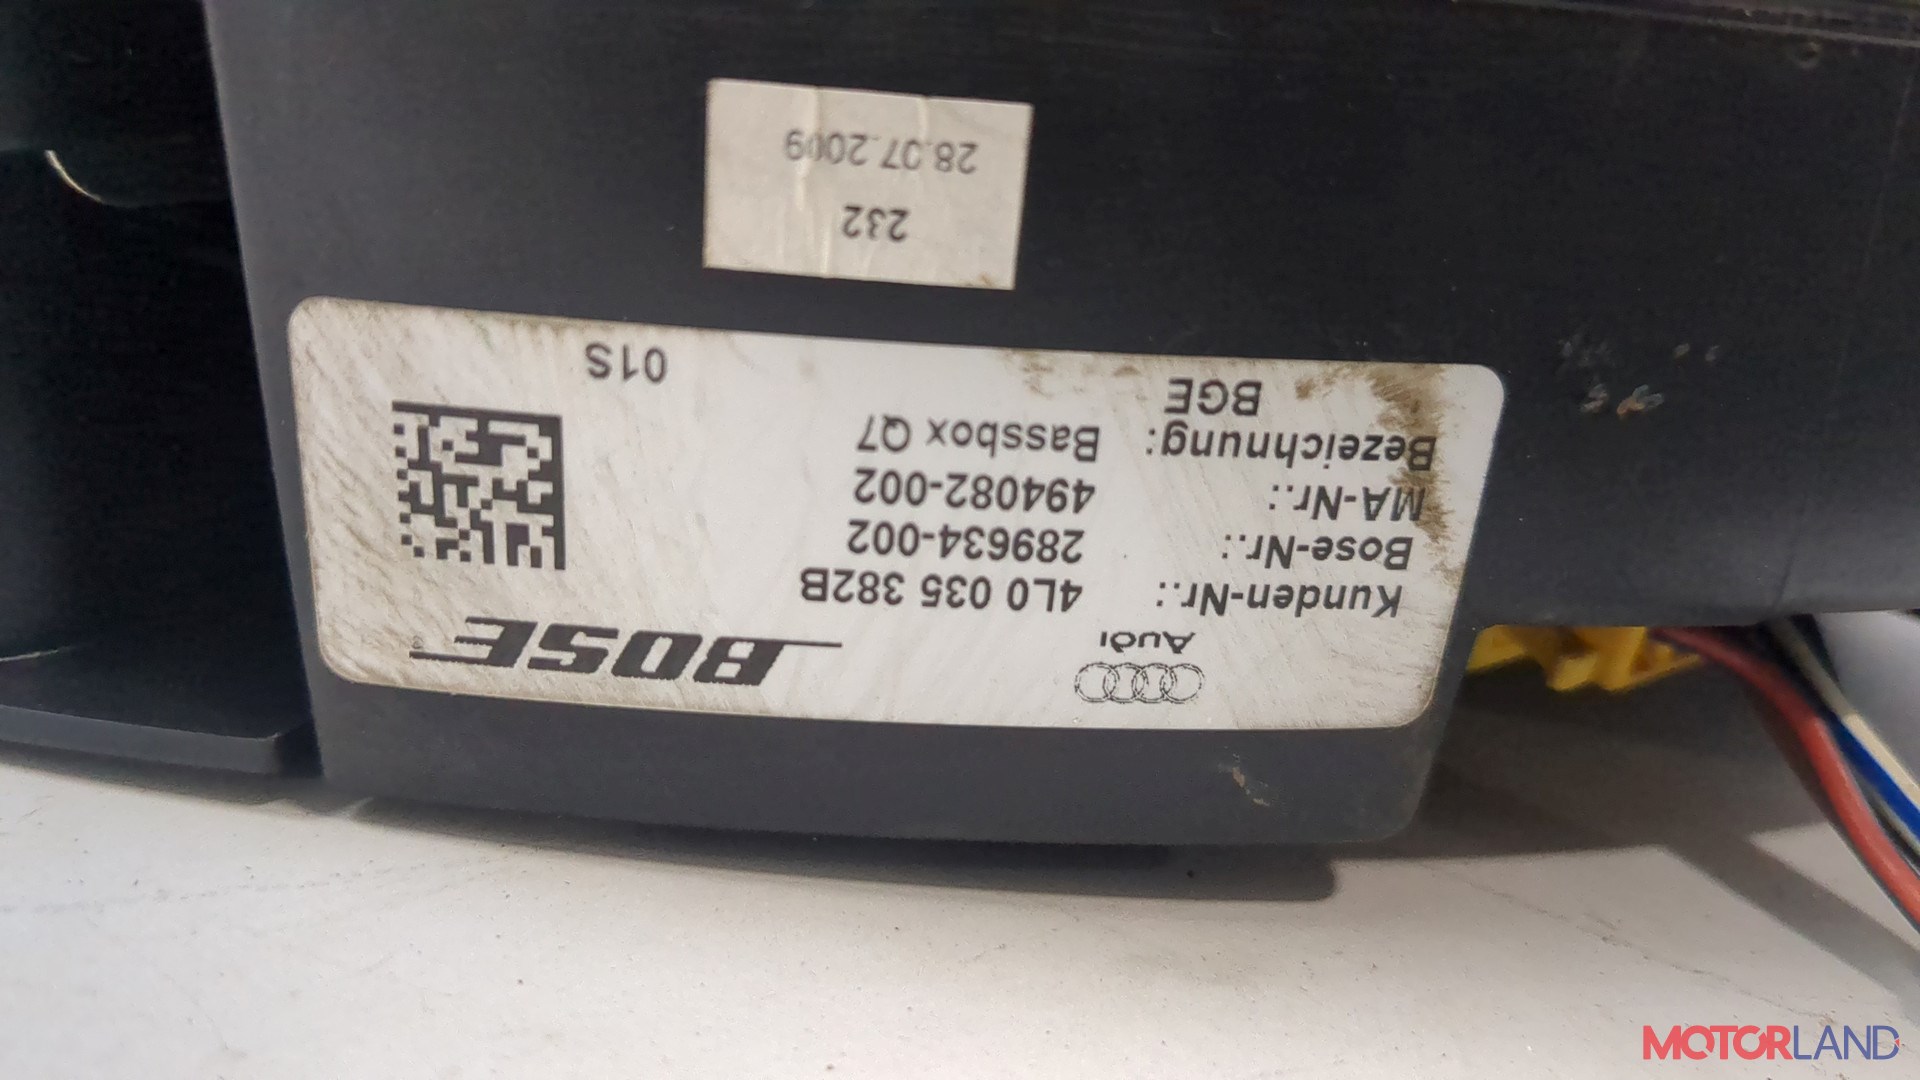 Audi
BOSE
Kunden-Nr.: 4L0 035 382B
Bose-Nr.: 289634-002
MA-Nr.: 494082-002
Bezeichnung: Bassbox Q7
BGE
01S
232
28.07.2009
MOTORLAND